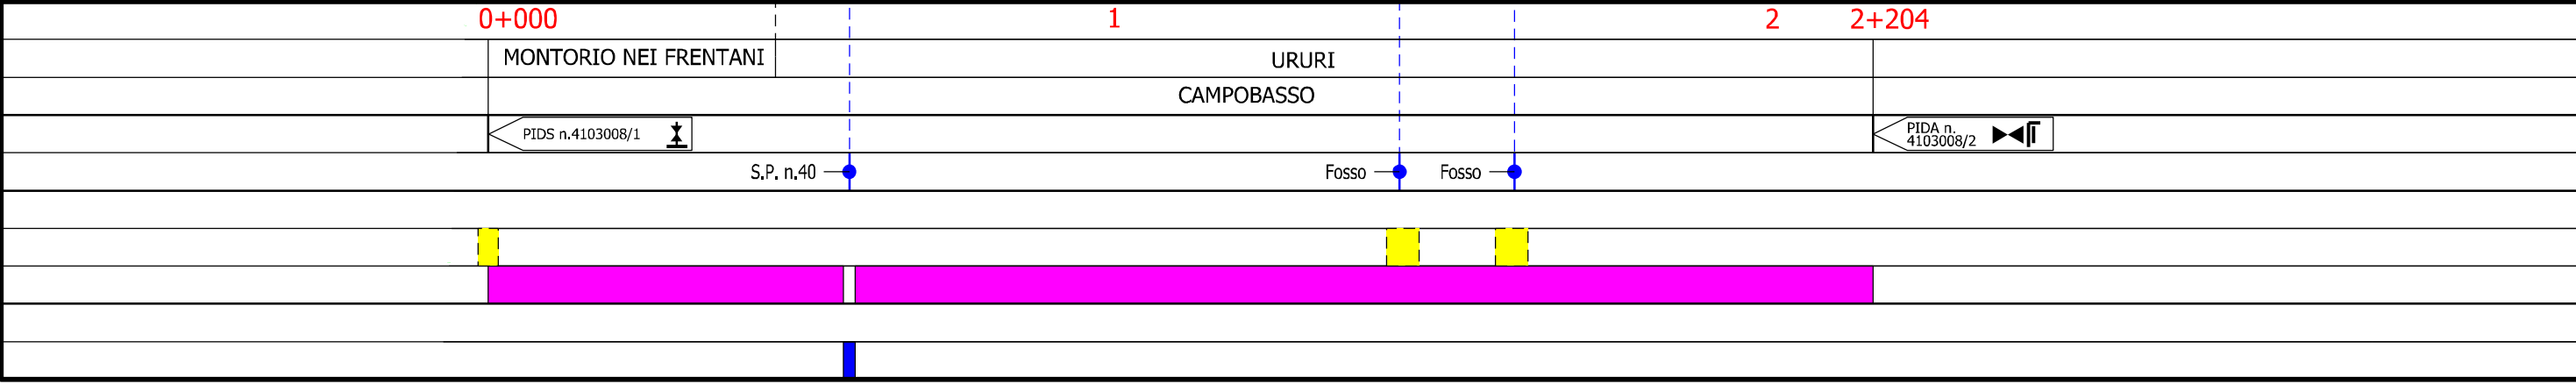 0+000 1 2 2+204
MONTORIO NEI FRENTANI URURI
CAMPOBASSO
PIDS n.4103008/1
PIDA n.
4103008/2
S.P. n.40 Fosso Fosso